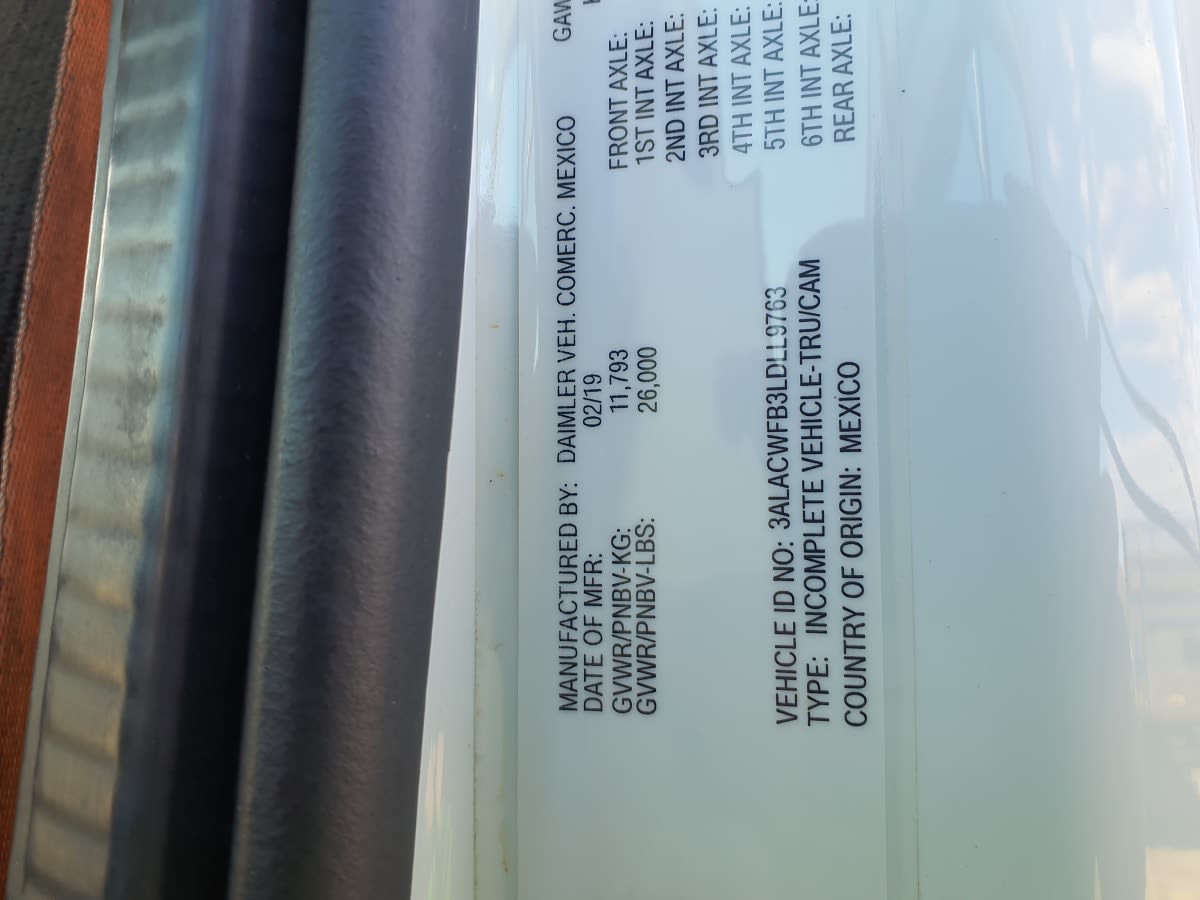 MANUFACTURED BY: DAIMLER VEH. COMERC. MEXICO
DATE OF MFR: 02/19
GVWR/PNBV-KG: 11,793
GVWR/PNBV-LBS: 26,000
VEHICLE ID NO: 3ALACWFB3LDLL9763
TYPE: INCOMPLETE VEHICLE-TRU/CAM
COUNTRY OF ORIGIN: MEXICO
FRONT AXLE:
1ST INT AXLE:
2ND INT AXLE:
3RD INT AXLE:
4TH INT AXLE:
5TH INT AXLE:
6TH INT AXLE:
REAR AXLE: